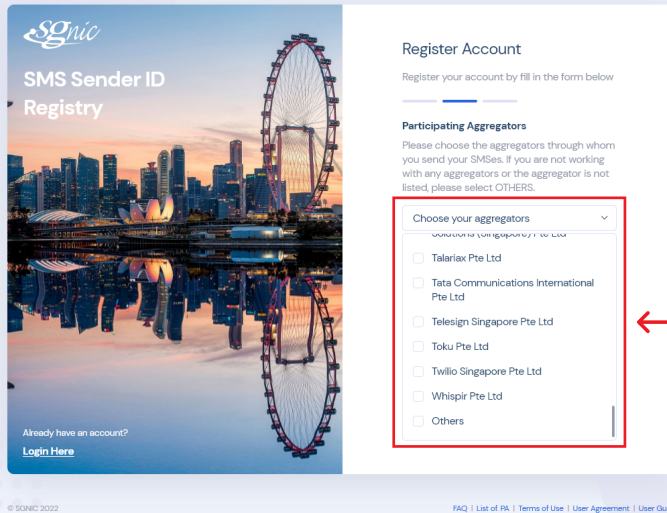 sgnic
SMS Sender ID
Registry
Already have an account?
Login Here
Register Account
Register your account by fill in the form below
Participating Aggregators
Please choose the aggregators through whom
you send your SMSes. If you are not working
with any aggregators or the aggregator is not
listed, please select OTHERS.
Choose your aggregators
Solutions (Singapore) Pte Ltd
Talariax Pte Ltd
Tata Communications International
Pte Ltd
Telesign Singapore Pte Ltd
Toku Pte Ltd
Twilio Singapore Pte Ltd
Whispir Pte Ltd
Others
© SGNIC 2022
FAQ | List of PA | Terms of Use | User Agreement | User Gu